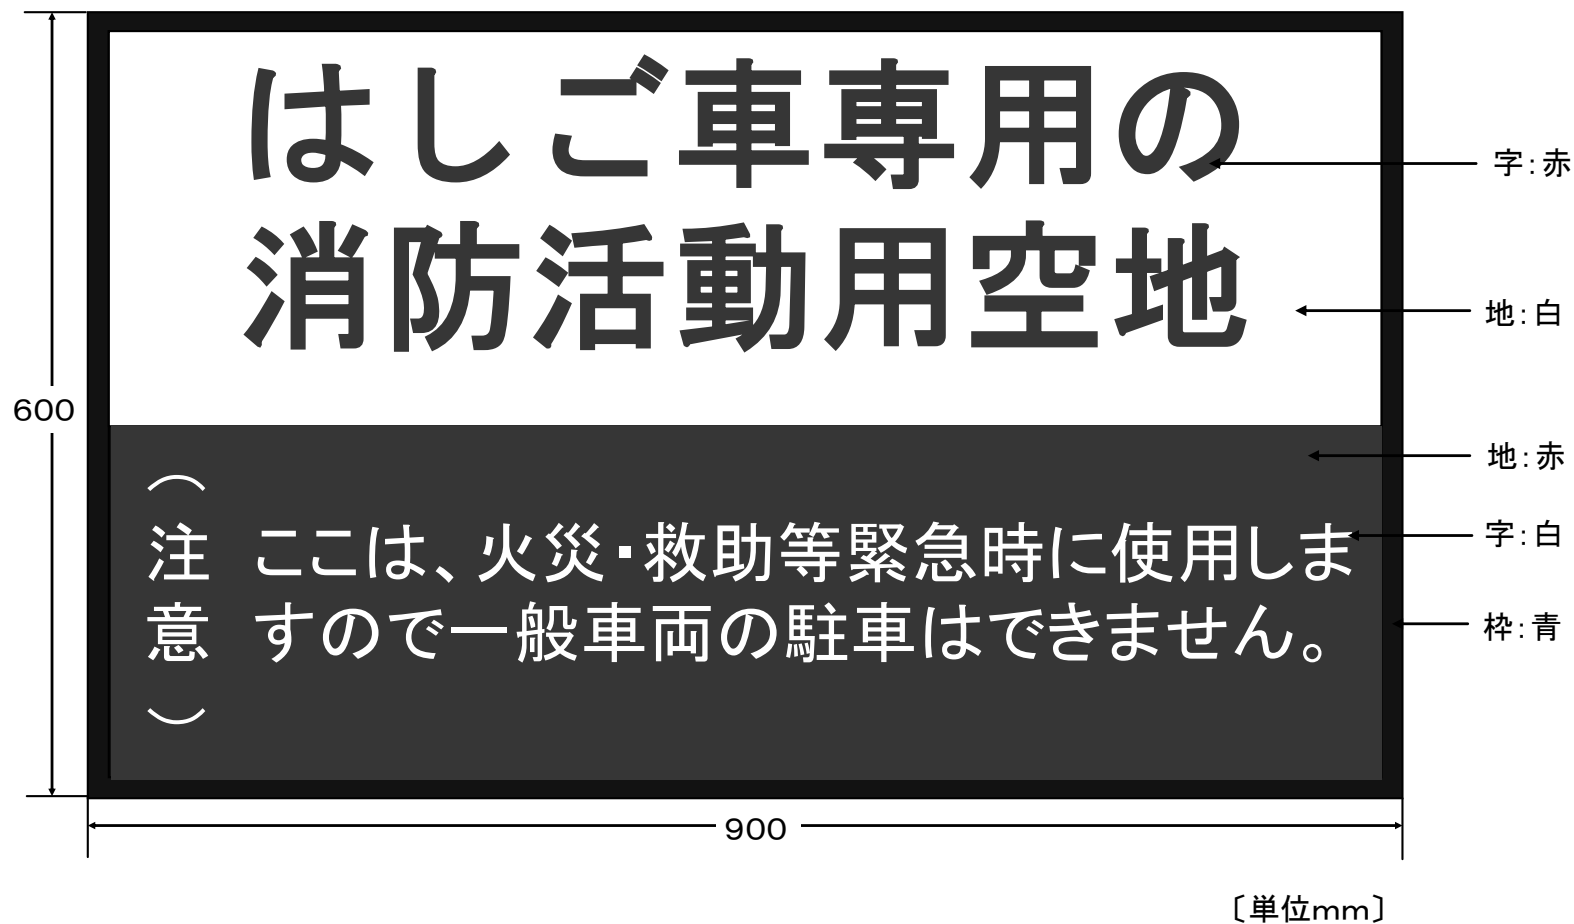 はしご車専用の
消防活動用空地
（注意）
ここは、火災・救助等緊急時に使用しま
すので一般車両の駐車はできません。
字：赤
地：白
地：赤
字：白
枠：青
600
900
〔単位mm〕